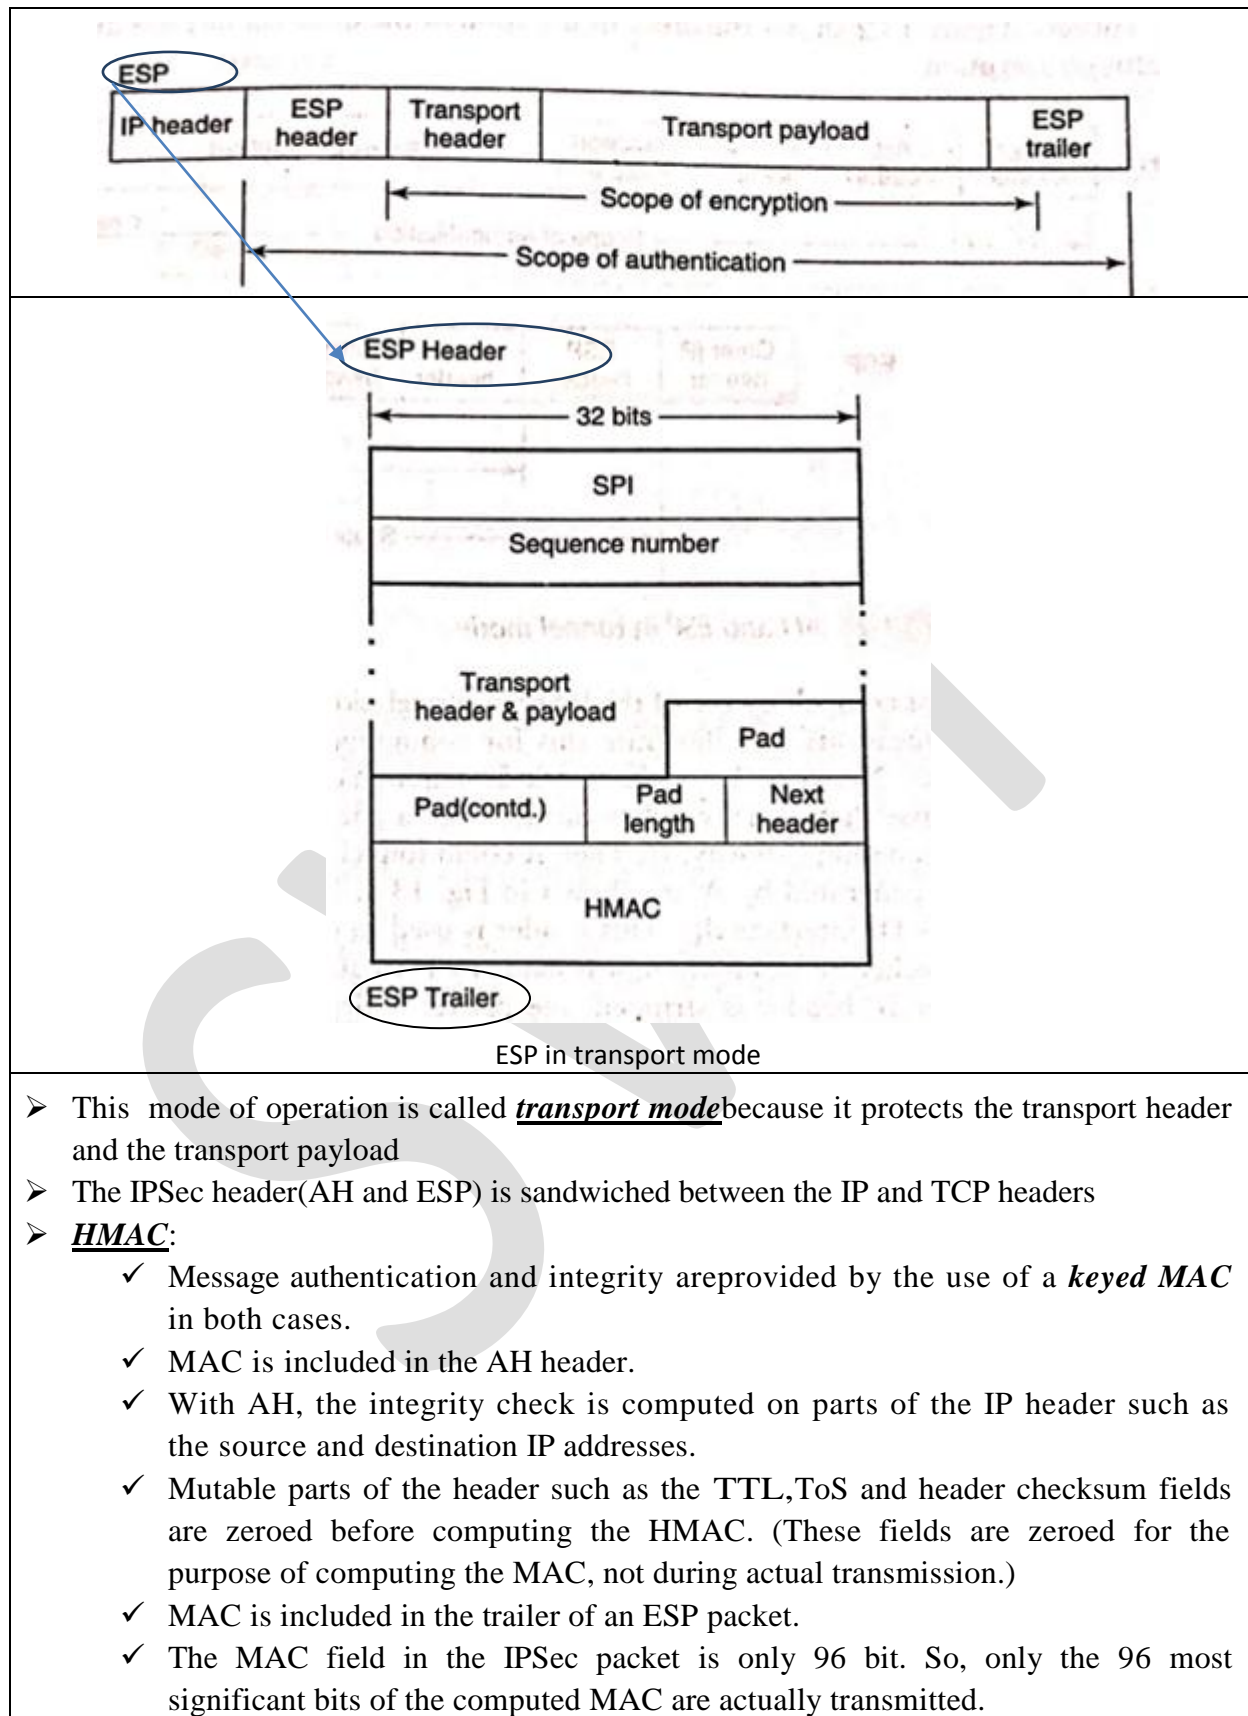 ESP
IP header ESP header Transport header Transport payload ESP trailer
Scope of encryption
Scope of authentication
ESP Header
32 bits
SPI
Sequence number
Transport
header & payload
Pad
Pad(contd.) Pad length Next header
HMAC
ESP Trailer
ESP in transport mode
➢ This mode of operation is called transport modebecause it protects the transport header
and the transport payload
➢ The IPSec header(AH and ESP) is sandwiched between the IP and TCP headers
➢ HMAC:
✓ Message authentication and integrity areprovided by the use of a keyed MAC
in both cases.
✓ MAC is included in the AH header.
✓ With AH, the integrity check is computed on parts of the IP header such as
the source and destination IP addresses.
✓ Mutable parts of the header such as the TTL,ToS and header checksum fields
are zeroed before computing the HMAC. (These fields are zeroed for the
purpose of computing the MAC, not during actual transmission.)
✓ MAC is included in the trailer of an ESP packet.
✓ The MAC field in the IPSec packet is only 96 bit. So, only the 96 most
significant bits of the computed MAC are actually transmitted.